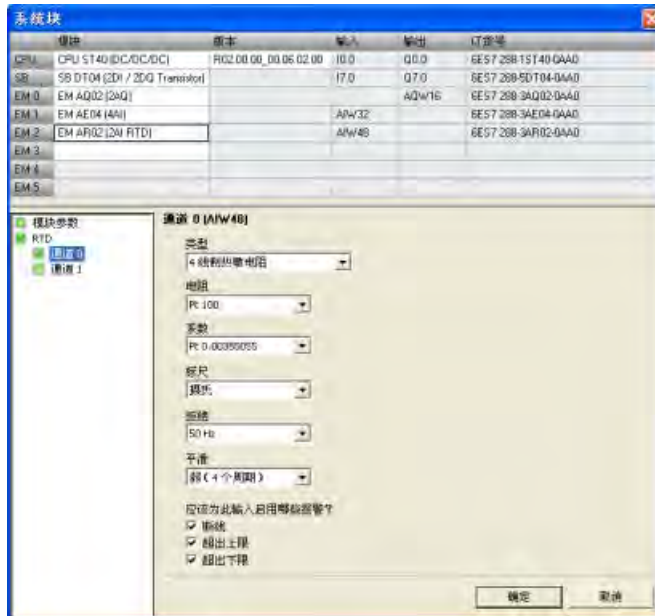 系统块
模块 版本 输入 输出 订货号
CPU CPU ST40 (DC/DC/DC) R02.00.00_00.06.02.00 I0.0 Q0.0 6ES7 288-1ST40-0AA0
SB SB DT04 (2DI / 2DQ Transistor) I7.0 Q7.0 6ES7 288-5DT04-0AA0
EM 0 EM AQ02 (2AQ) AQW16 6ES7 288-3AQ02-0AA0
EM 1 EM AE04 (4AI) AIW32 6ES7 288-3AE04-0AA0
EM 2 EM AR02 (2AI RTD) AIW48 6ES7 288-3AR02-0AA0
EM 3
EM 4
EM 5
模块参数
RTD
通道 0
通道 1
通道 0 (AIW48)
类型
4 线制热敏电阻
电阻
Pt 100
系数
Pt 0.00385055
标尺
摄氏
抑制
50 Hz
平滑
弱(4 个周期)
应该为此输入启用哪些报警?
断线
超出上限
超出下限
确定 取消